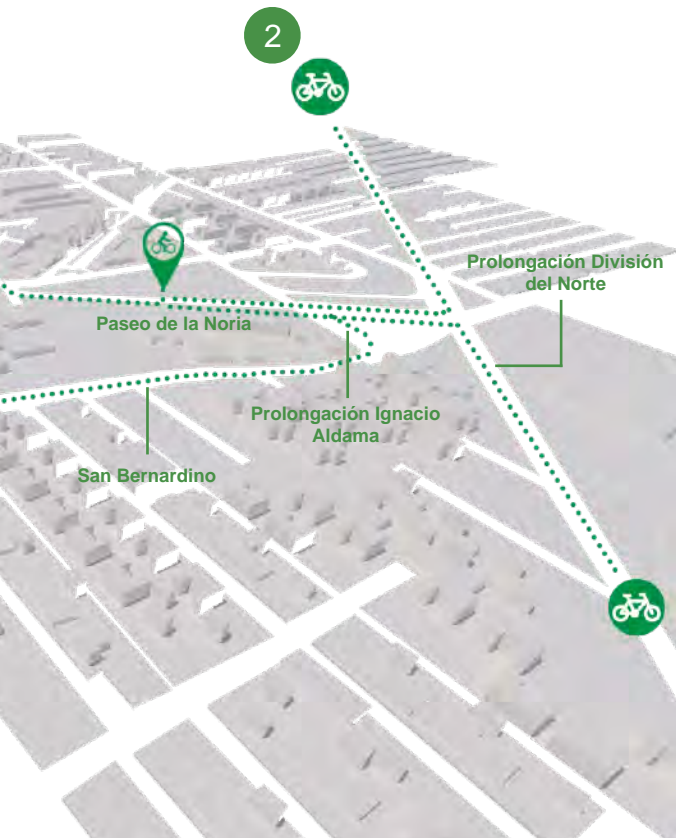 2
Prolongación División
del Norte
Paseo de la Noria
Prolongación Ignacio
Aldama
San Bernardino